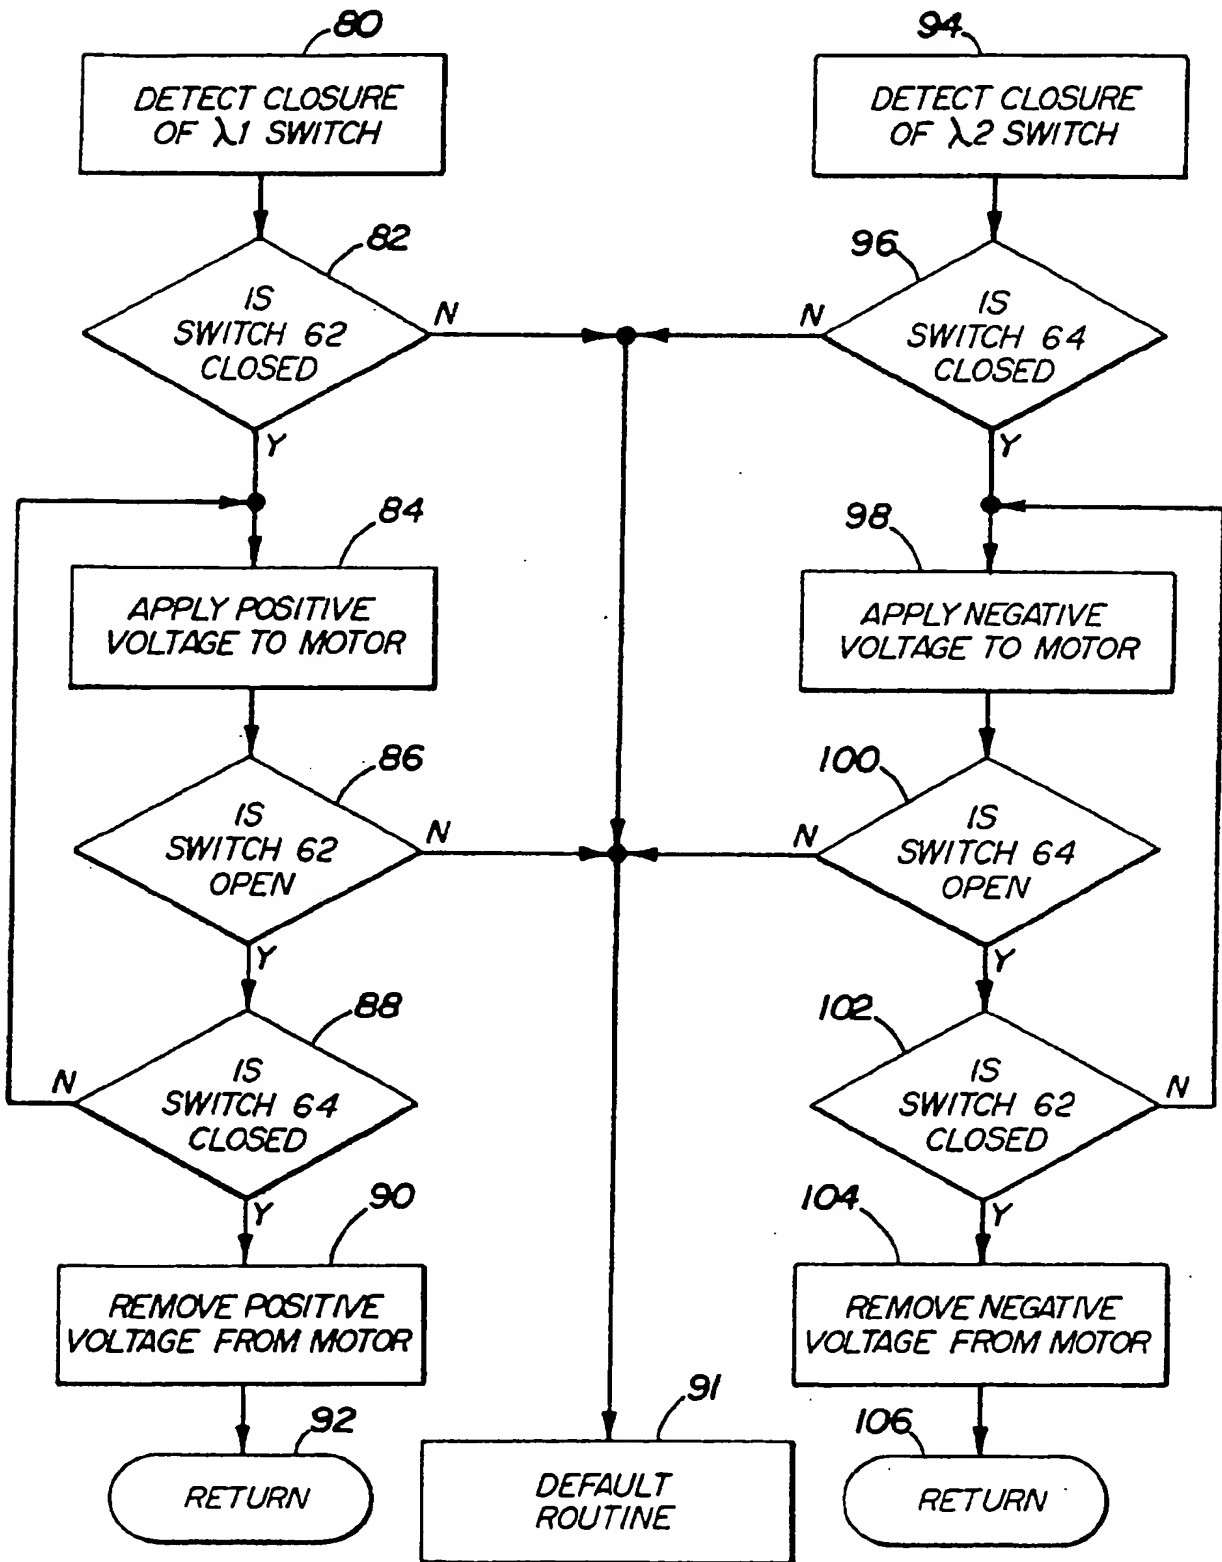 80
DETECT CLOSURE
OF λ1 SWITCH
82
IS
SWITCH 62
CLOSED
N
Y
84
APPLY POSITIVE
VOLTAGE TO MOTOR
86
IS
SWITCH 62
OPEN
N
Y
88
IS
SWITCH 64
CLOSED
N
Y
90
REMOVE POSITIVE
VOLTAGE FROM MOTOR
92
RETURN
91
DEFAULT
ROUTINE
94
DETECT CLOSURE
OF λ2 SWITCH
96
IS
SWITCH 64
CLOSED
N
Y
98
APPLY NEGATIVE
VOLTAGE TO MOTOR
100
IS
SWITCH 64
OPEN
N
Y
102
IS
SWITCH 62
CLOSED
N
Y
104
REMOVE NEGATIVE
VOLTAGE FROM MOTOR
106
RETURN